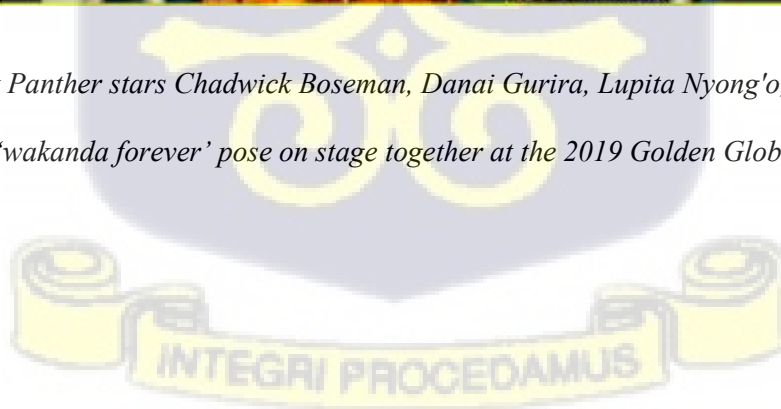 Panther stars Chadwick Boseman, Danai Gurira, Lupita Nyong'o,
‘wakanda forever’ pose on stage together at the 2019 Golden Glob
INTEGRI PROCEDAMUS